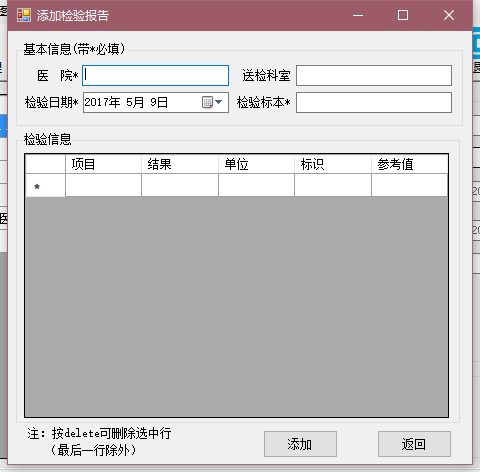 添加检验报告
基本信息(带*必填)
医　院*
送检科室
检验日期* 2017年 5月 9日
检验标本*
检验信息
项目 结果 单位 标识 参考值
*
注：按delete可删除选中行
（最后一行除外）
添加 返回